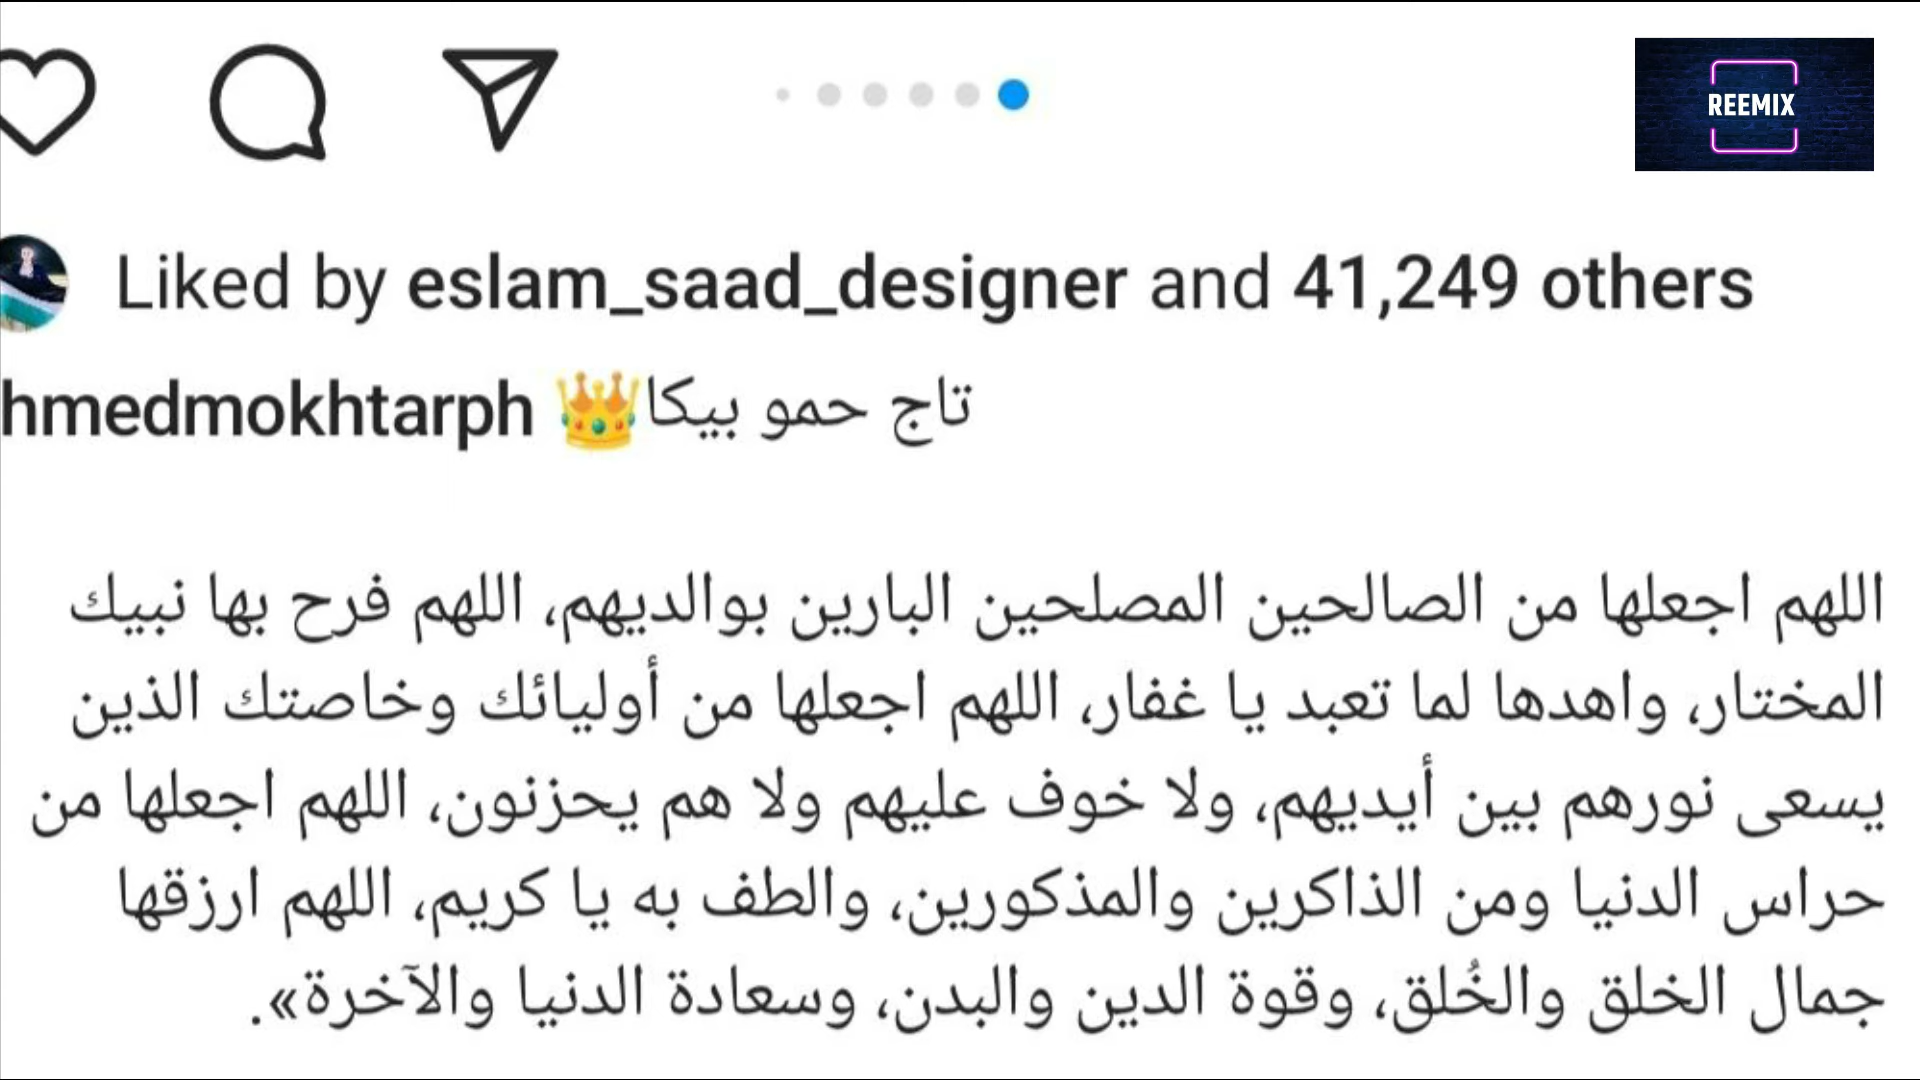 REEMIX
Liked by eslam_saad_designer and 41,249 others
hmedmokhtarph 👑تاج حمو بيكا
اللهم اجعلها من الصالحين المصلحين البارين بوالديهم، اللهم فرح بها نبيك
المختار، واهدها لما تعبد يا غفار، اللهم اجعلها من أوليائك وخاصتك الذين
يسعى نورهم بين أيديهم، ولا خوف عليهم ولا هم يحزنون، اللهم اجعلها من
حراس الدنيا ومن الذاكرين والمذكورين، والطف به يا كريم، اللهم ارزقها
جمال الخلق والخُلق، وقوة الدين والبدن، وسعادة الدنيا والآخرة».